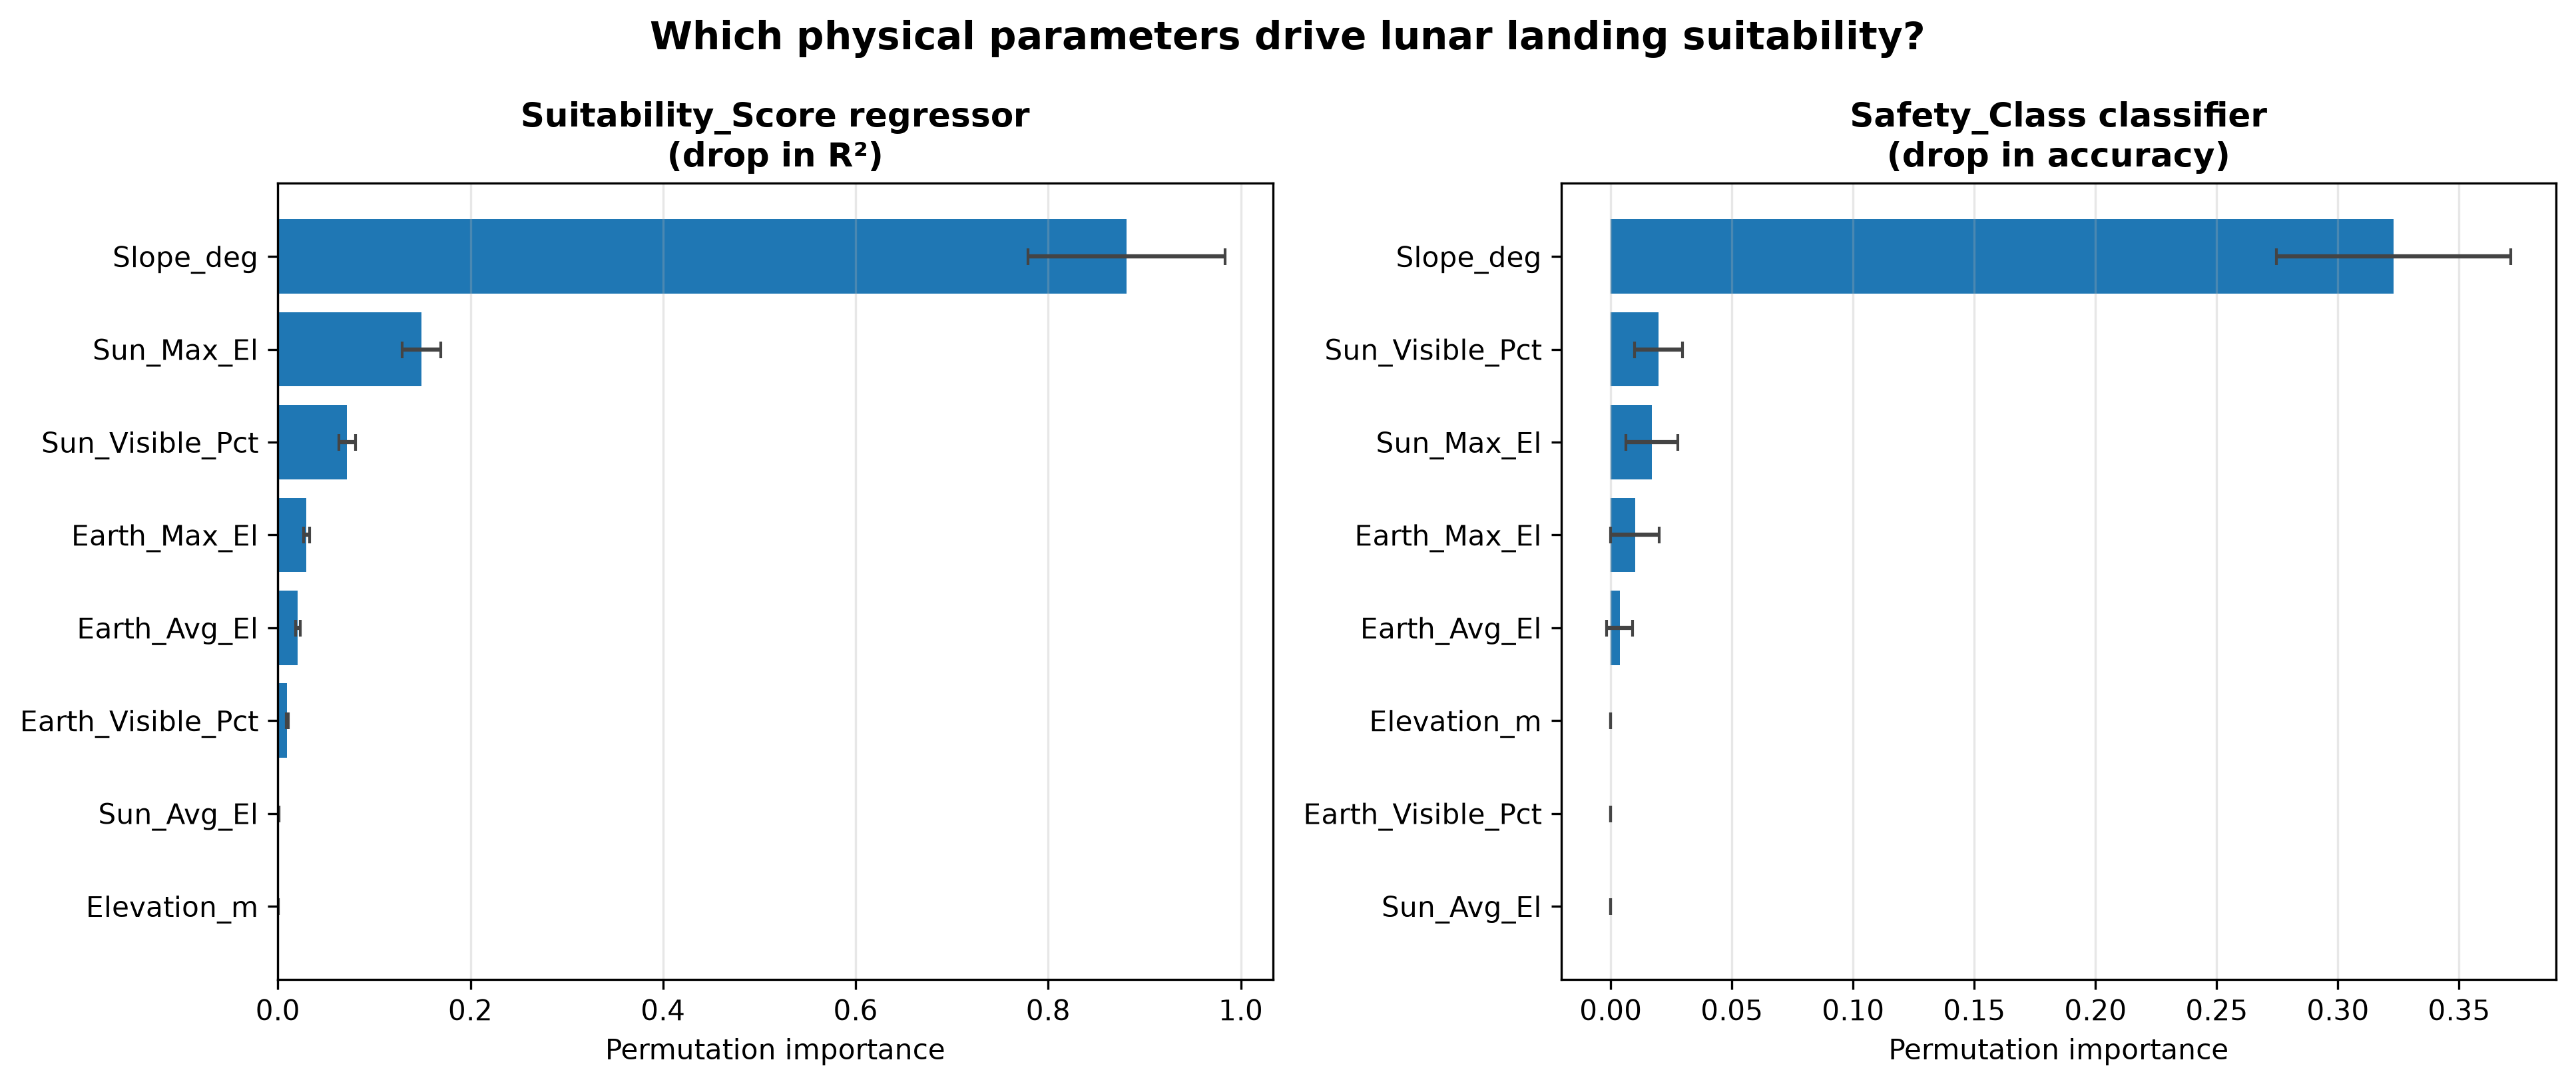 Which physical parameters drive lunar landing suitability?
Suitability_Score regressor
(drop in R²)
Slope_deg
Sun_Max_El
Sun_Visible_Pct
Earth_Max_El
Earth_Avg_El
Earth_Visible_Pct
Sun_Avg_El
Elevation_m
0.0 0.2 0.4 0.6 0.8 1.0
Permutation importance
Safety_Class classifier
(drop in accuracy)
Slope_deg
Sun_Visible_Pct
Sun_Max_El
Earth_Max_El
Earth_Avg_El
Elevation_m
Earth_Visible_Pct
Sun_Avg_El
0.00 0.05 0.10 0.15 0.20 0.25 0.30 0.35
Permutation importance